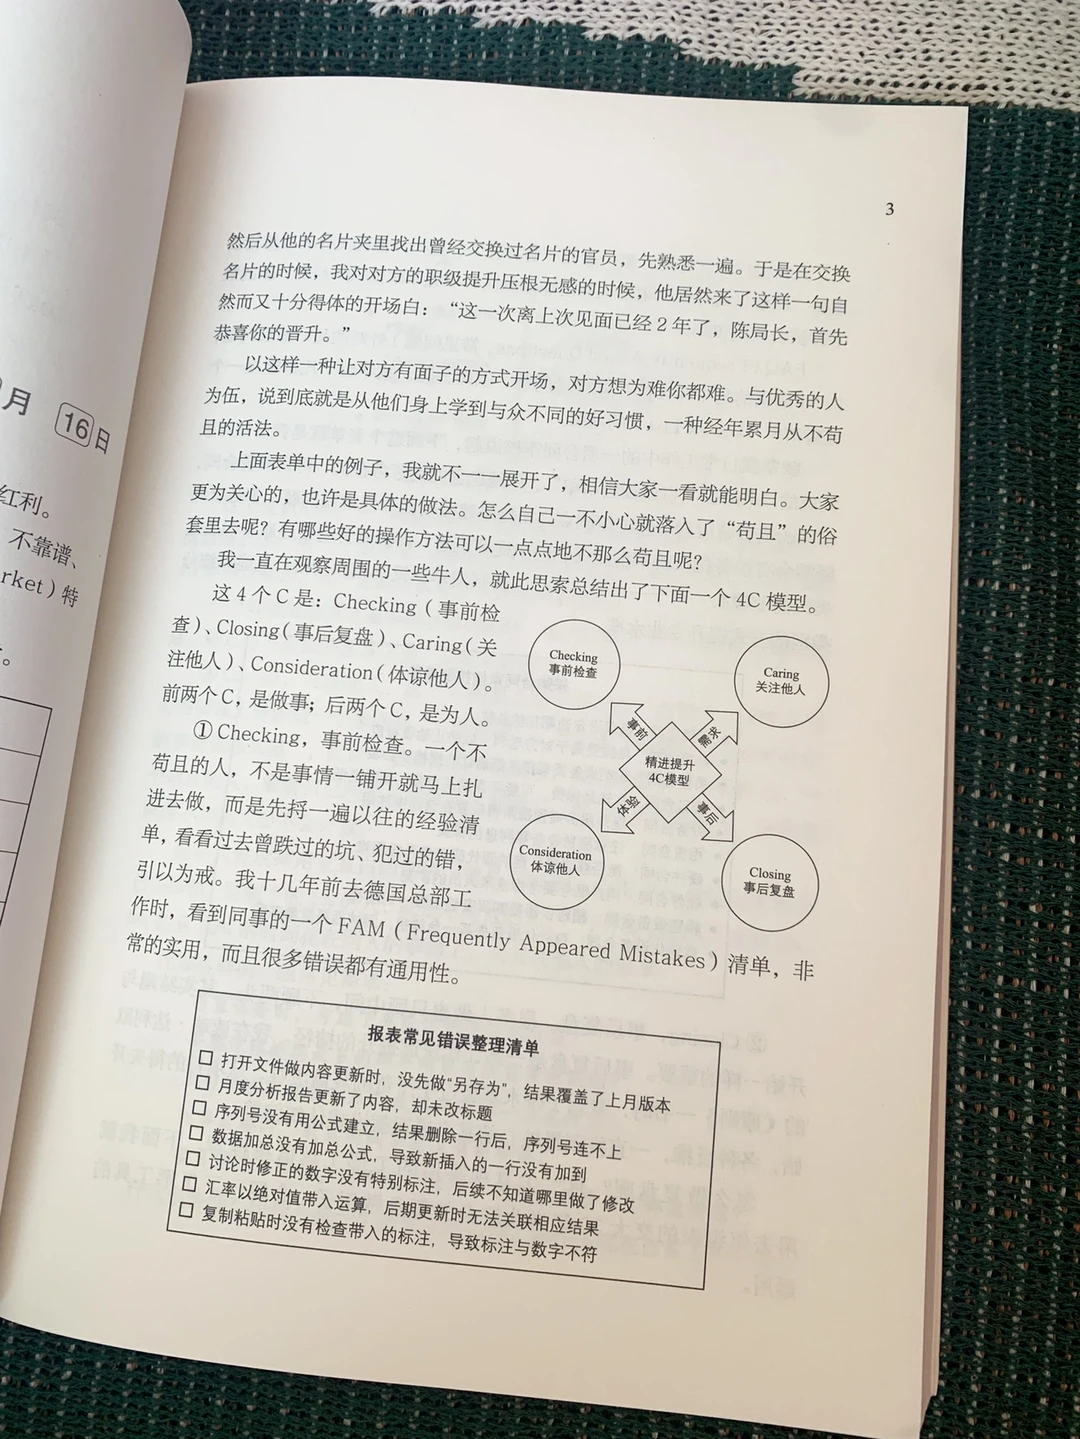 月 16日
红利。
不靠谱、
rket）特
3
然后从他的名片夹里找出曾经交换过名片的官员，先熟悉一遍。于是在交换
名片的时候，我对对方的职级提升压根无感的时候，他居然来了这样一句自
然而又十分得体的开场白：“这一次离上次见面已经2年了，陈局长，首先
恭喜你的晋升。”
以这样一种让对方有面子的方式开场，对方想为难你都难。与优秀的人
为伍，说到底就是从他们身上学到与众不同的好习惯，一种经年累月从不苟
且的活法。
上面表单中的例子，我就不一一展开了，相信大家一看就能明白。大家
更为关心的，也许是具体的做法。怎么自己一不小心就落入了“苟且”的俗
套里去呢？有哪些好的操作方法可以一点点地不那么苟且呢？
我一直在观察周围的一些牛人，就此思索总结出了下面一个4C模型。
这4个C是：Checking（事前检
查）、Closing（事后复盘）、Caring（关
注他人）、Consideration（体谅他人）。
前两个C，是做事；后两个C，是为人。
①Checking，事前检查。一个不
苟且的人，不是事情一铺开就马上扎
进去做，而是先捋一遍以往的经验清
单，看看过去曾跌过的坑、犯过的错，
引以为戒。我十几年前去德国总部工
作时，看到同事的一个FAM（Frequently Appeared Mistakes）清单，非
常的实用，而且很多错误都有通用性。
Checking
事前检查
Caring
关注他人
事前
需求
精进提升
4C模型
体验
事后
Consideration
体谅他人
Closing
事后复盘
报表常见错误整理清单
□ 打开文件做内容更新时，没先做“另存为”，结果覆盖了上月版本
□ 月度分析报告更新了内容，却未改标题
□ 序列号没有用公式建立，结果删除一行后，序列号连不上
□ 数据加总没有加总公式，导致新插入的一行没有加到
□ 讨论时修正的数字没有特别标注，后续不知道哪里做了修改
□ 汇率以绝对值带入运算，后期更新时无法关联相应结果
□ 复制粘贴时没有检查带入的标注，导致标注与数字不符